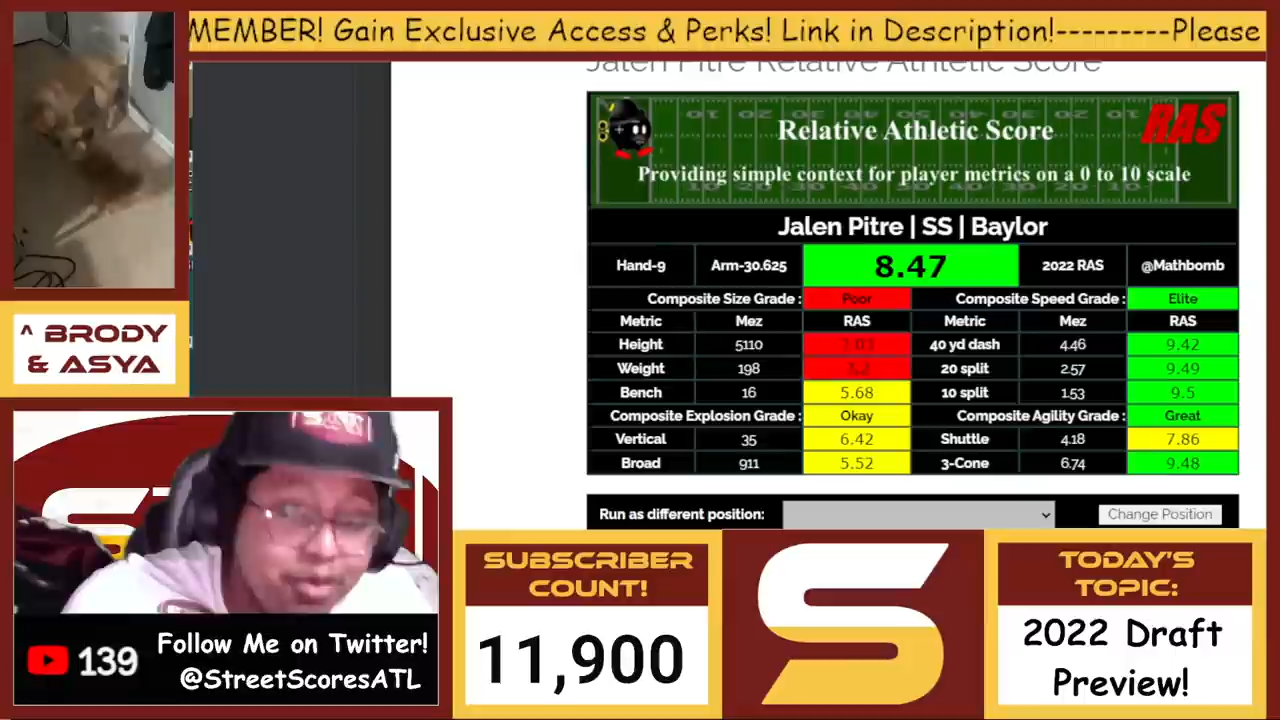 MEMBER! Gain Exclusive Access & Perks! Link in Description!---------Please
Jalen Pitre Relative Athletic Score
Relative Athletic Score
RAS
Providing simple context for player metrics on a 0 to 10 scale
Jalen Pitre | SS | Baylor
Hand-9 Arm-30.625 8.47 2022 RAS @Mathbomb
Composite Size Grade : Poor Composite Speed Grade : Elite
Metric Mez RAS Metric Mez RAS
Height 5110 40 yd dash 4.46 9.42
Weight 198 20 split 2.57 9.49
Bench 16 5.68 10 split 1.53 9.5
Composite Explosion Grade : Okay Composite Agility Grade : Great
Vertical 35 6.42 Shuttle 4.18 7.86
Broad 911 5.52 3-Cone 6.74 9.48
Run as different position: Change Position
^ BRODY
& ASYA
139
Follow Me on Twitter!
@StreetScoresATL
SUBSCRIBER
COUNT!
11,900
S
TODAY'S
TOPIC:
2022 Draft
Preview!